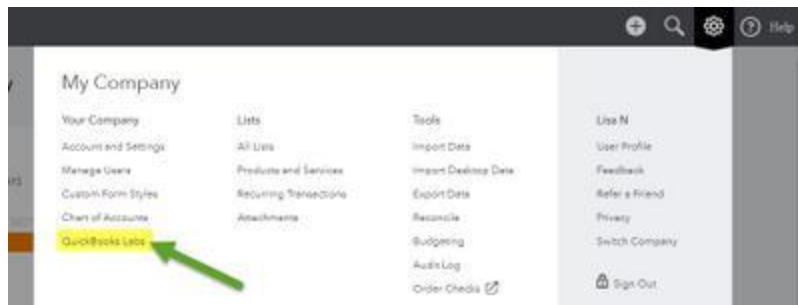 Help
My Company
Your Company
Account and Settings
Manage Users
Custom Form Styles
Chart of Accounts
QuickBooks Labs
Lists
All Lists
Products and Services
Recurring Transactions
Attachments
Tools
Import Data
Import Desktop Data
Export Data
Reconcile
Budgeting
Audit Log
Order Checks
Lisa N
User Profile
Feedback
Refer a Friend
Privacy
Switch Company
Sign Out